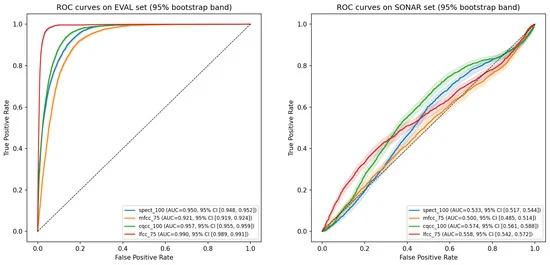 ROC curves on EVAL set (95% bootstrap band)
True Positive Rate
1.0
0.8
0.6
0.4
0.2
0.0
spect_100 (AUC=0.950, 95% CI [0.948, 0.952])
mfcc_75 (AUC=0.921, 95% CI [0.919, 0.924])
cqcc_100 (AUC=0.957, 95% CI [0.955, 0.959])
lfcc_75 (AUC=0.990, 95% CI [0.989, 0.991])
0.0 0.2 0.4 0.6 0.8 1.0
False Positive Rate
ROC curves on SONAR set (95% bootstrap band)
True Positive Rate
1.0
0.8
0.6
0.4
0.2
0.0
spect_100 (AUC=0.533, 95% CI [0.517, 0.544])
mfcc_75 (AUC=0.500, 95% CI [0.485, 0.514])
cqcc_100 (AUC=0.574, 95% CI [0.561, 0.588])
lfcc_75 (AUC=0.558, 95% CI [0.542, 0.572])
0.0 0.2 0.4 0.6 0.8 1.0
False Positive Rate